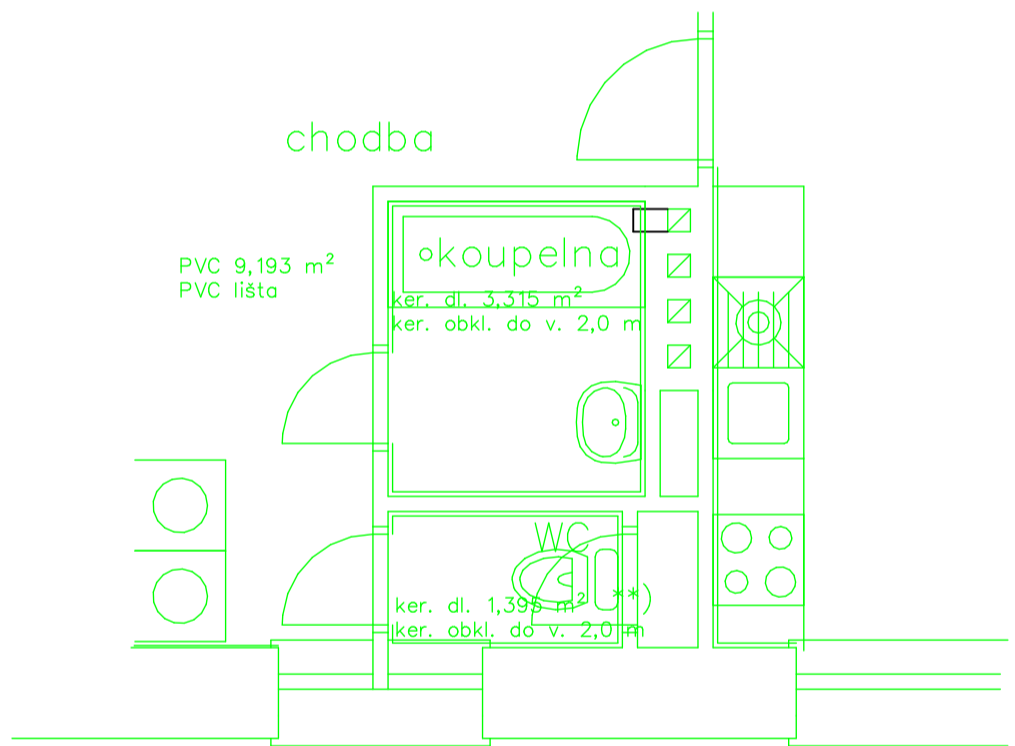 chodba
PVC 9,193 m²
PVC lišta
koupelna
ker. dl. 3,315 m²
ker. obkl. do v. 2,0 m
WC
ker. dl. 1,395 m² **)
ker. obkl. do v. 2,0 m